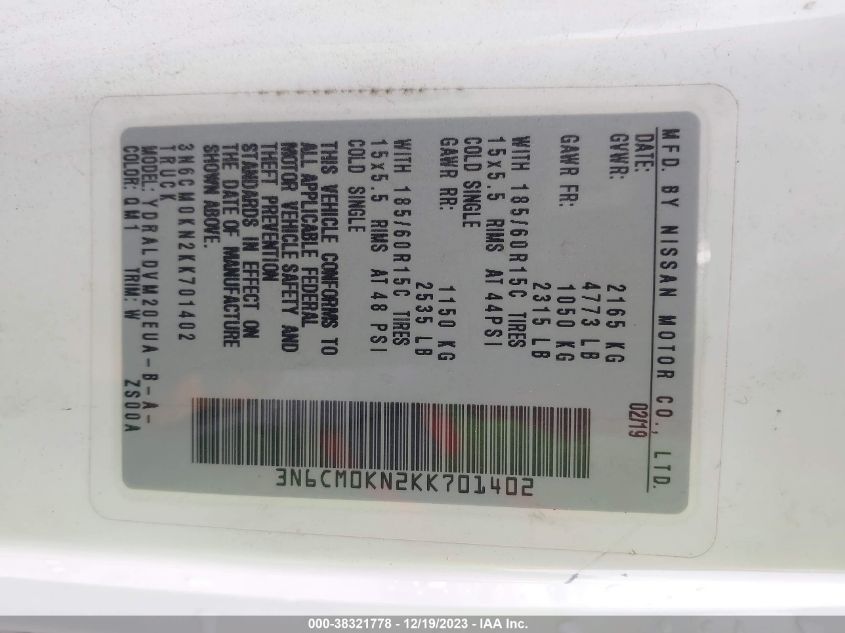 MFD. BY NISSAN MOTOR CO., LTD.
DATE: 02/19
GVWR: 2165 KG
4773 LB
GAWR FR: 1050 KG
2315 LB
WITH 185/60R15C TIRES
15x5.5 RIMS AT 44PSI
COLD SINGLE
GAWR RR: 1150 KG
2535 LB
WITH 185/60R15C TIRES
15x5.5 RIMS AT 48 PSI
COLD SINGLE
THIS VEHICLE CONFORMS TO
ALL APPLICABLE FEDERAL
MOTOR VEHICLE SAFETY AND
THEFT PREVENTION
STANDARDS IN EFFECT ON
THE DATE OF MANUFACTURE
SHOWN ABOVE.
3N6CM0KN2KK701402
TRUCK
MODEL: YDRALDVM20EUA-B-A-
COLOR: QM1 TRIM: W ZS00A
3N6CM0KN2KK701402
000-38321778 - 12/19/2023 - IAA Inc.